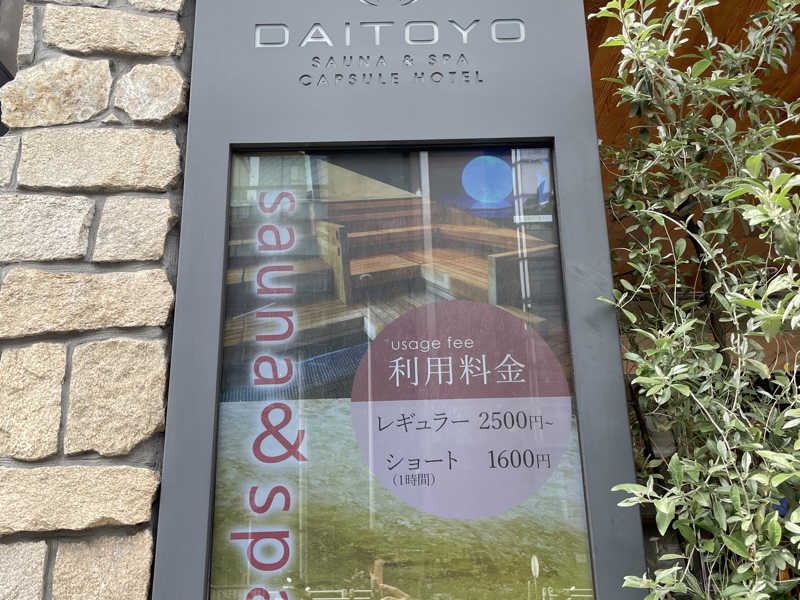 DAiTOYO
SAUNA & SPA
CAPSULE HOTEL
sauna&spa
usage fee
利用料金
レギュラー 2500円~
ショート 1600円
(1時間)